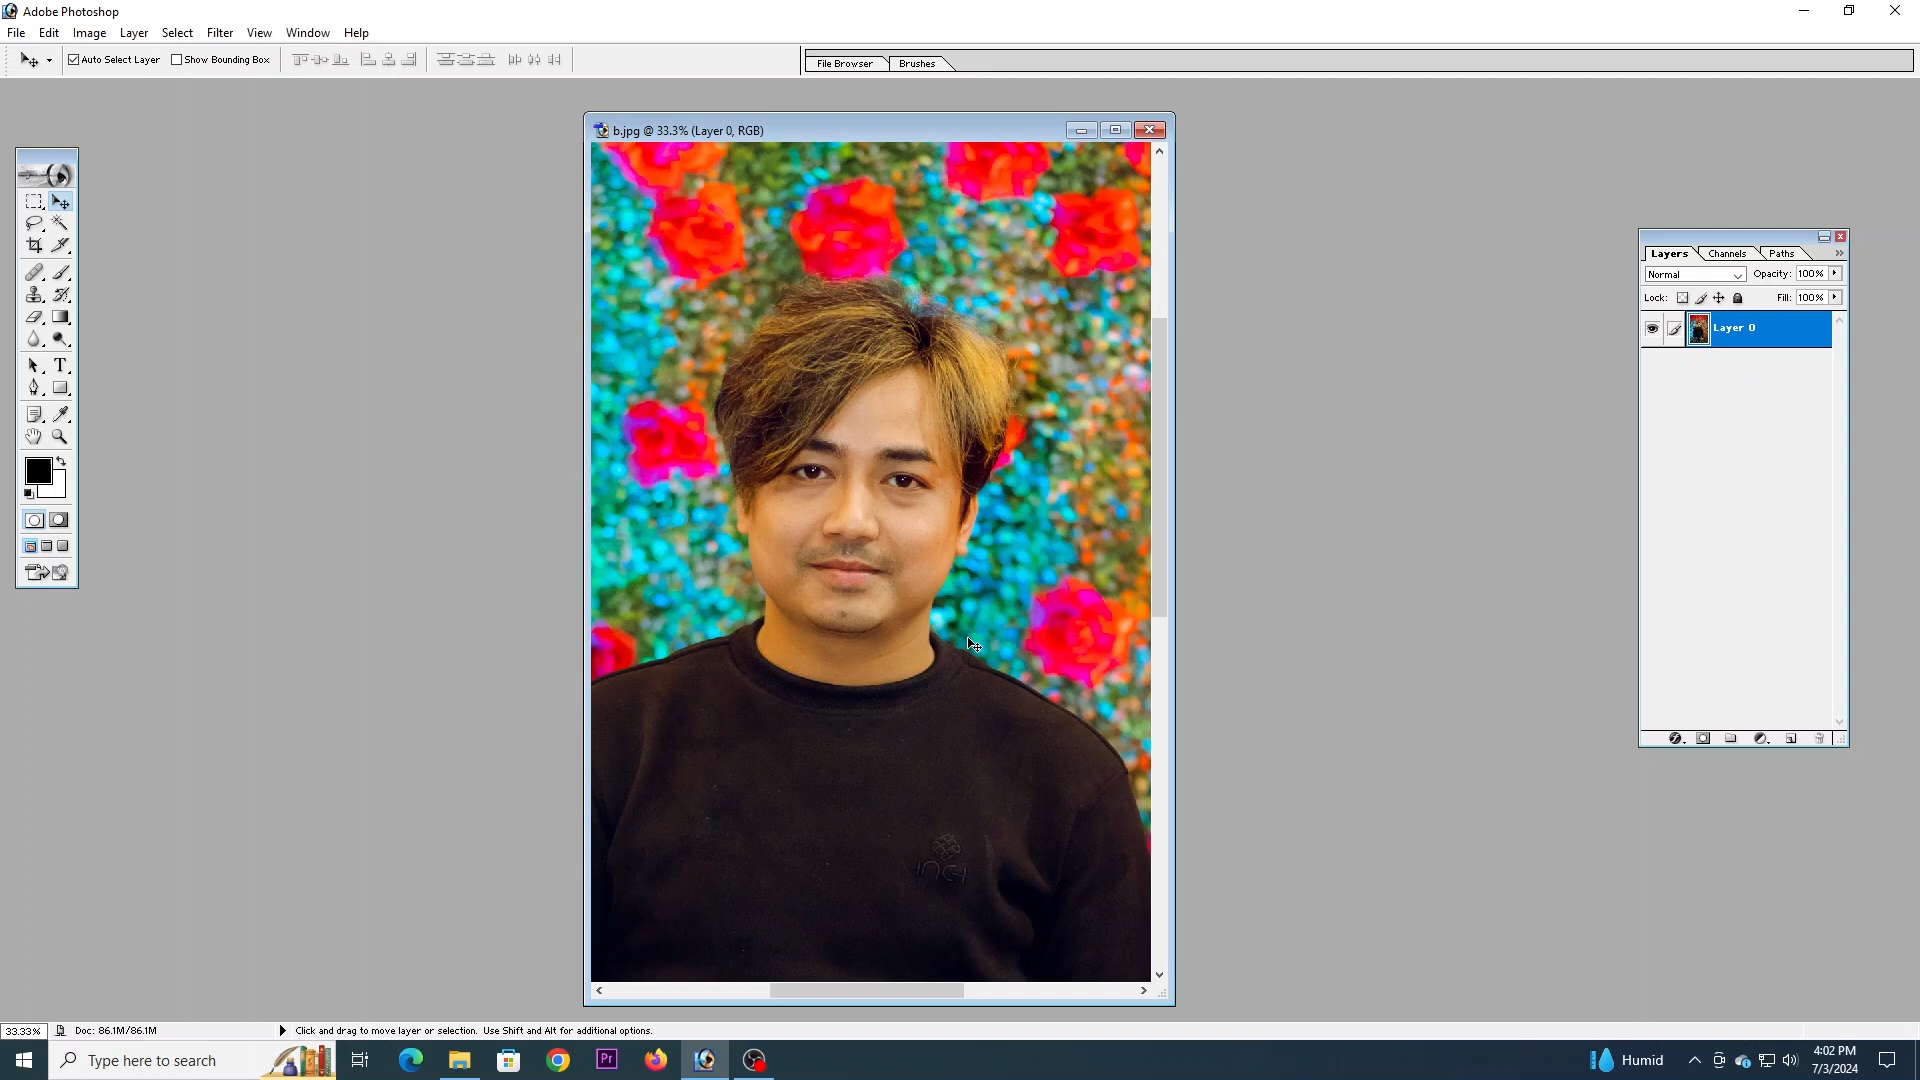 Adobe Photoshop
File Edit Image Layer Select Filter View Window Help
Auto Select Layer Show Bounding Box
File Browser Brushes
b.jpg @ 33.3% (Layer 0, RGB)
Layers Channels Paths
Normal Opacity: 100%
Lock: Fill: 100%
Layer 0
T
INCH
33.33% Doc: 86.1M/86.1M Click and drag to move layer or selection. Use Shift and Alt for additional options.
Type here to search
Pr
Humid
4:02 PM
7/3/2024